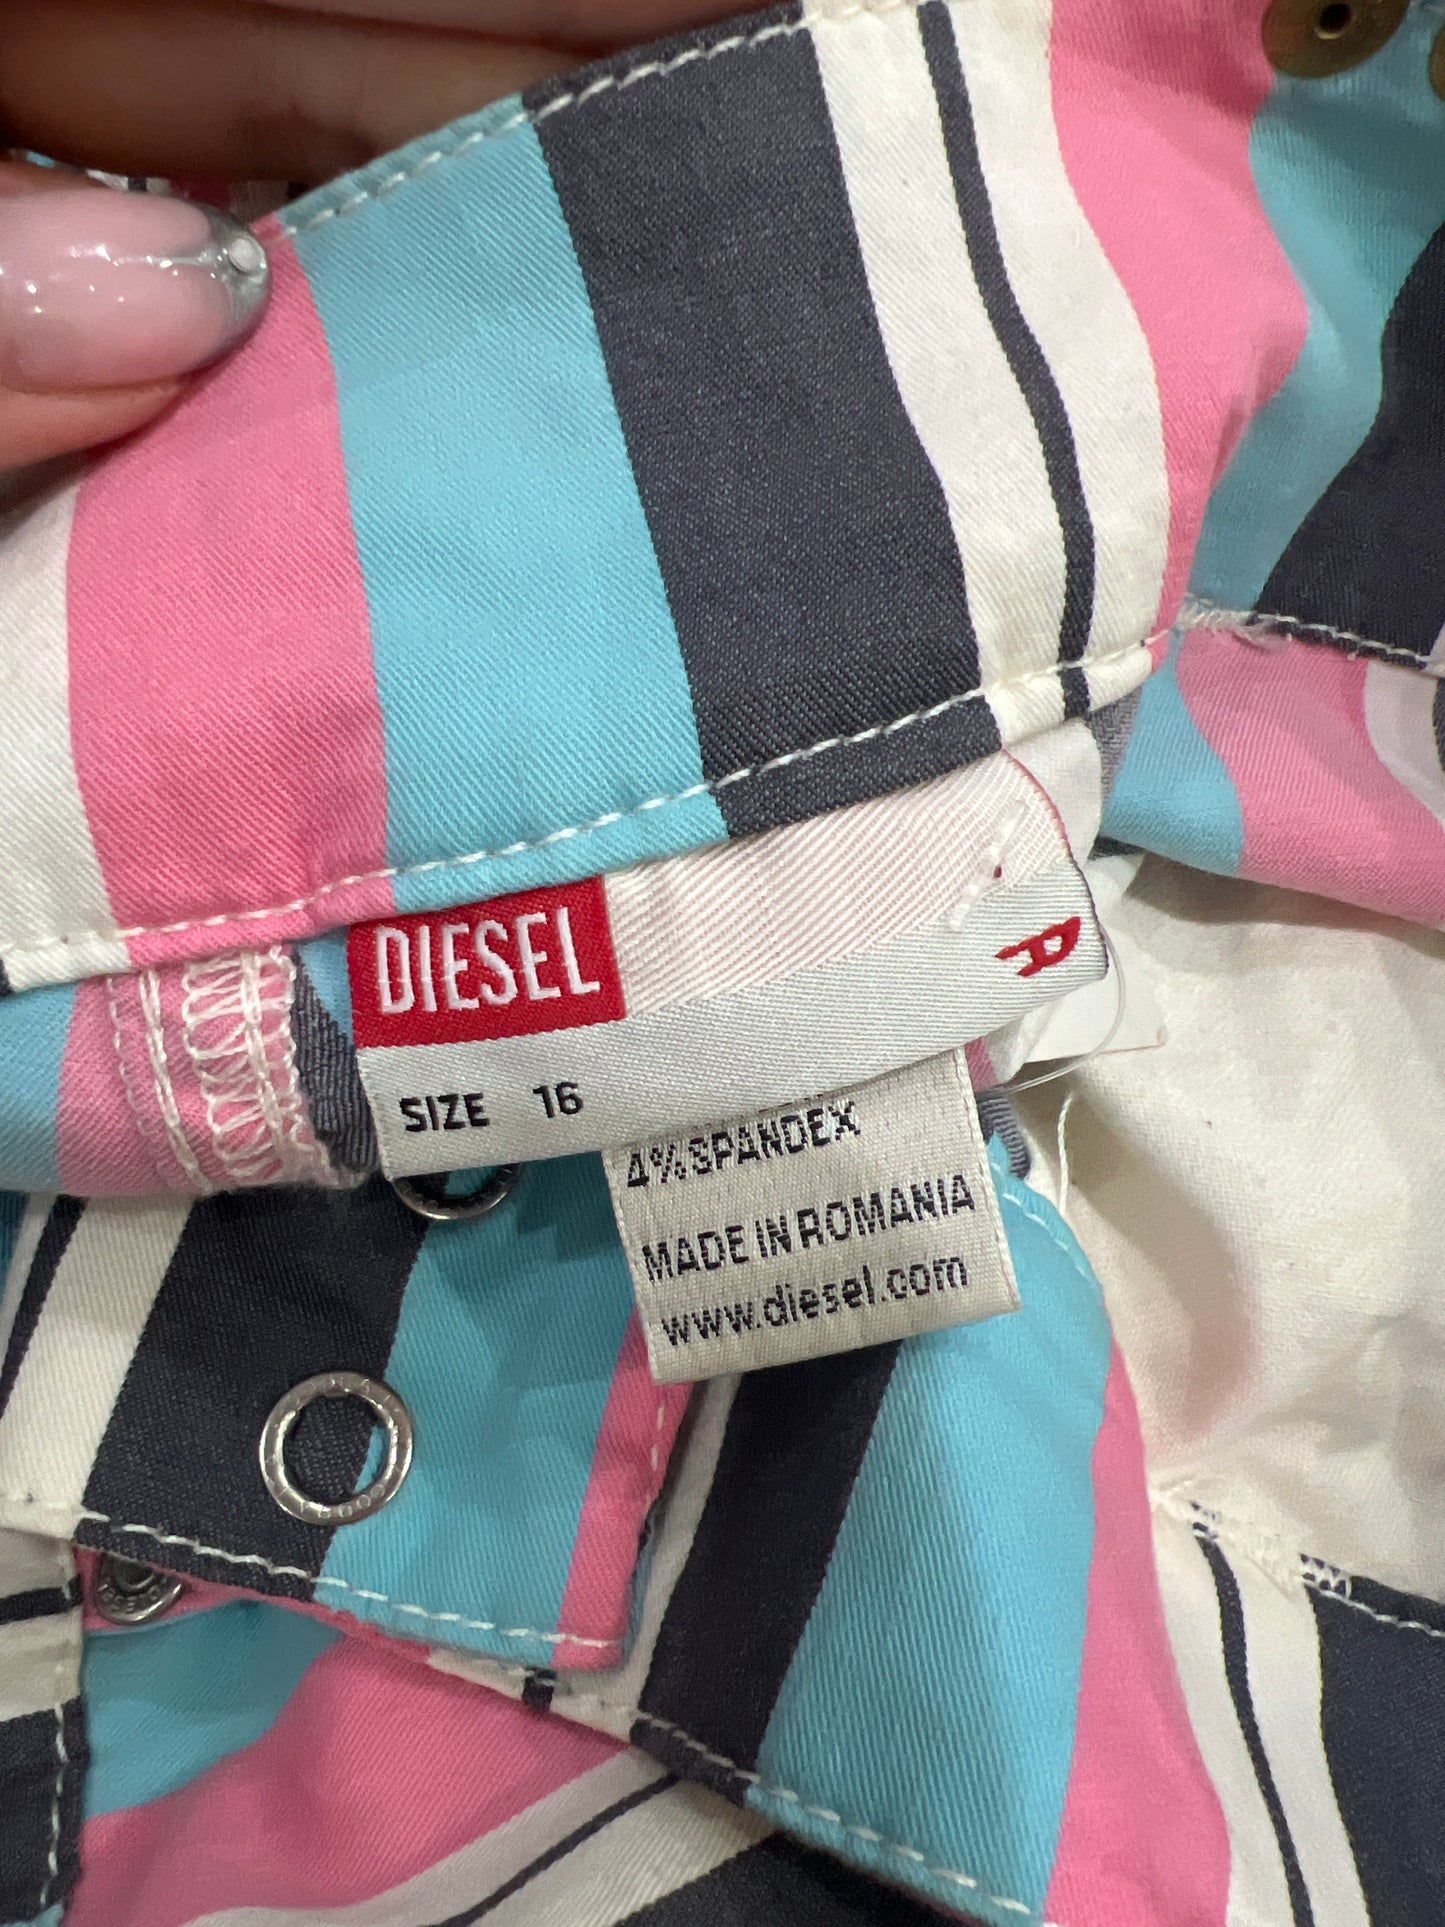 DIESEL
SIZE 16
4% SPANDEX
MADE IN ROMANIA
www.diesel.com